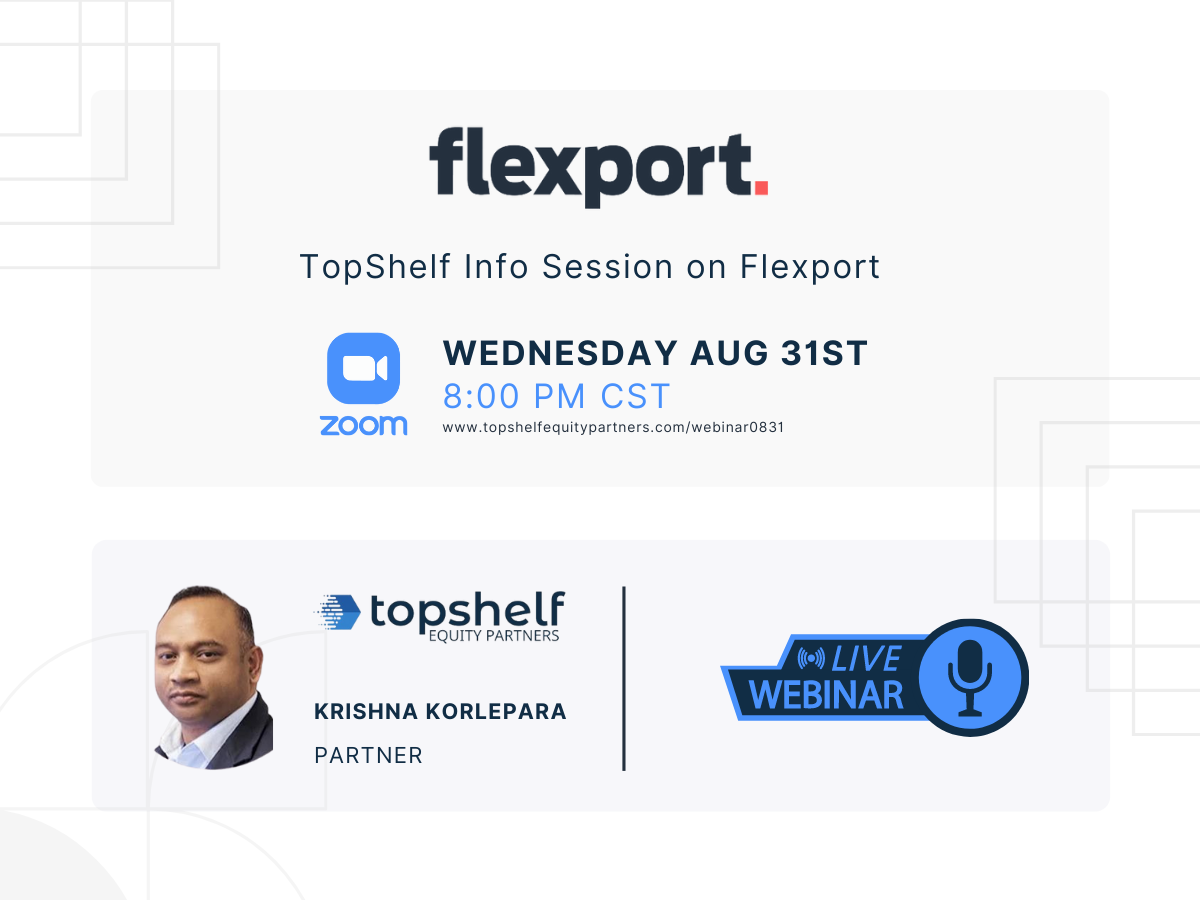 flexport.
TopShelf Info Session on Flexport
WEDNESDAY AUG 31ST
8:00 PM CST
zoom
www.topshelfequitypartners.com/webinar0831
topshelf
EQUITY PARTNERS
KRISHNA KORLEPARA
PARTNER
LIVE
WEBINAR